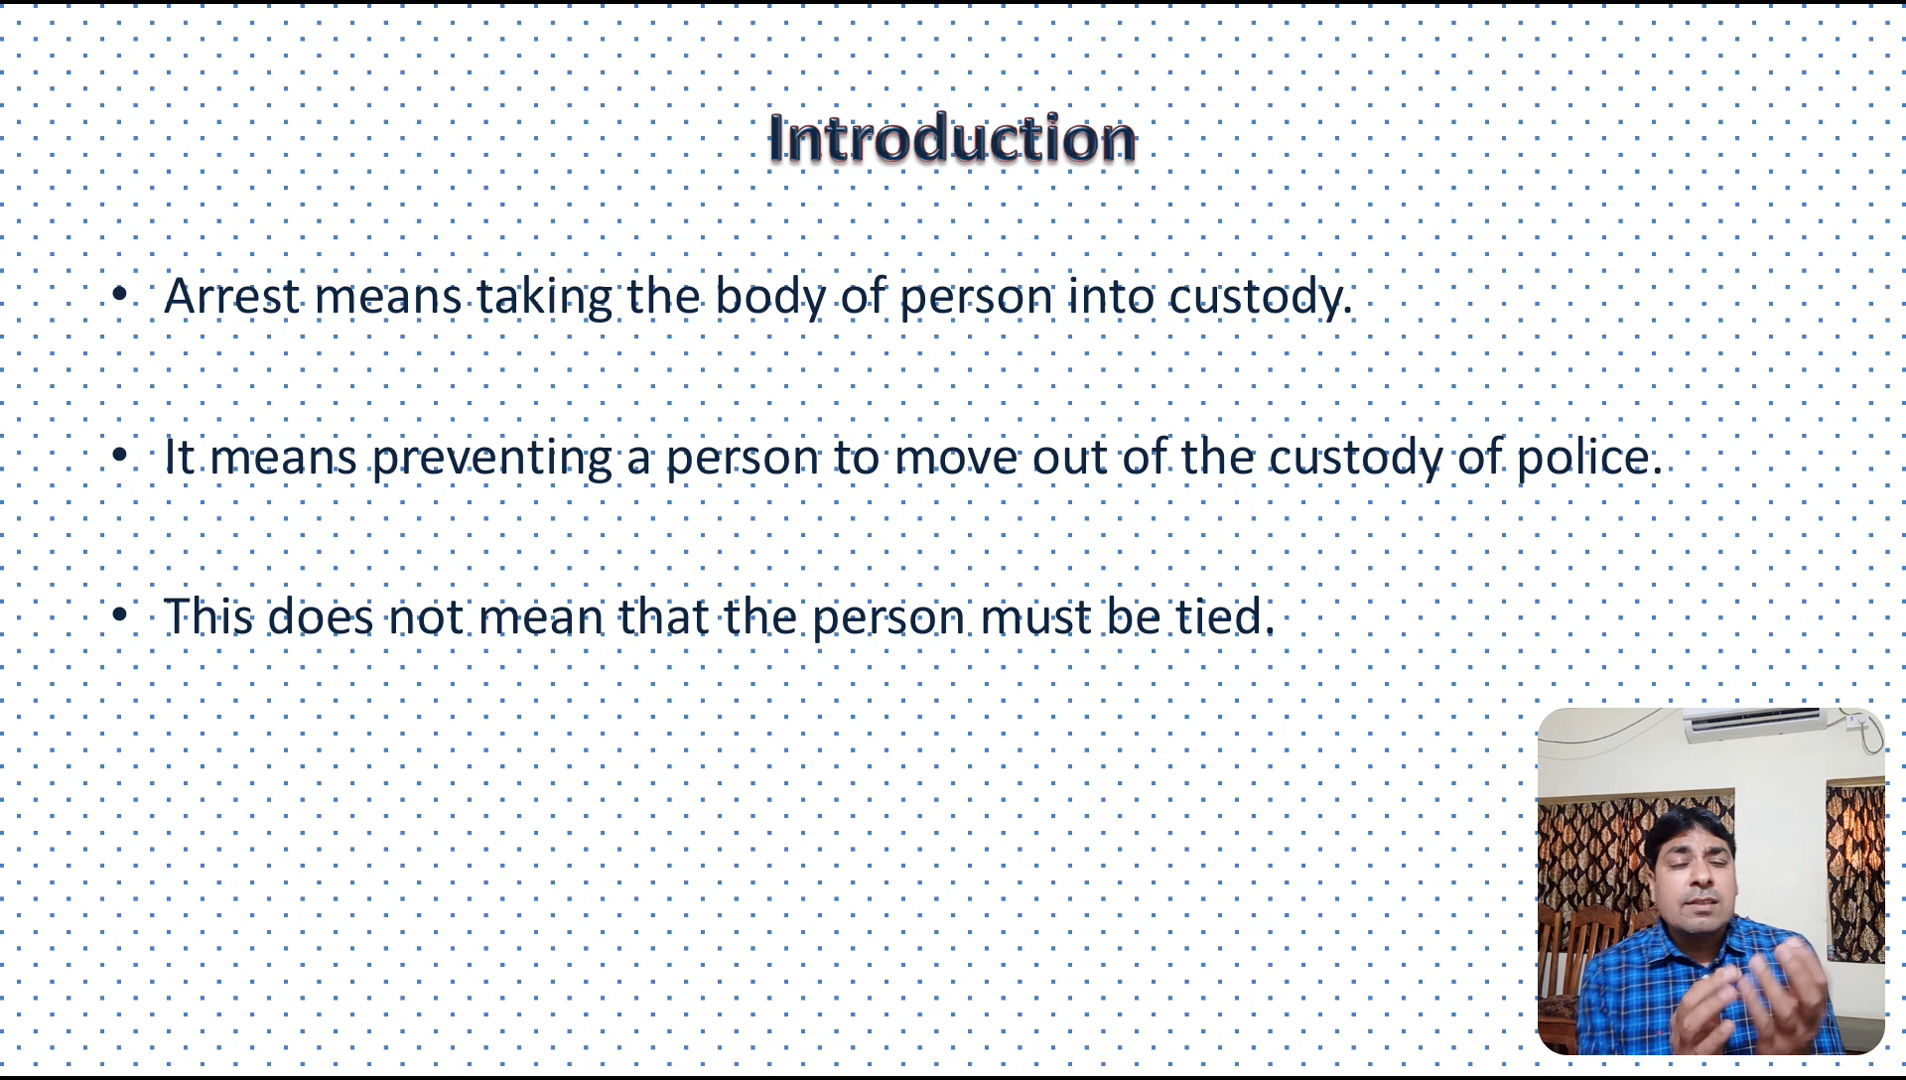 Introduction
• Arrest means taking the body of person into custody.
• It means preventing a person to move out of the custody of police.
• This does not mean that the person must be tied.